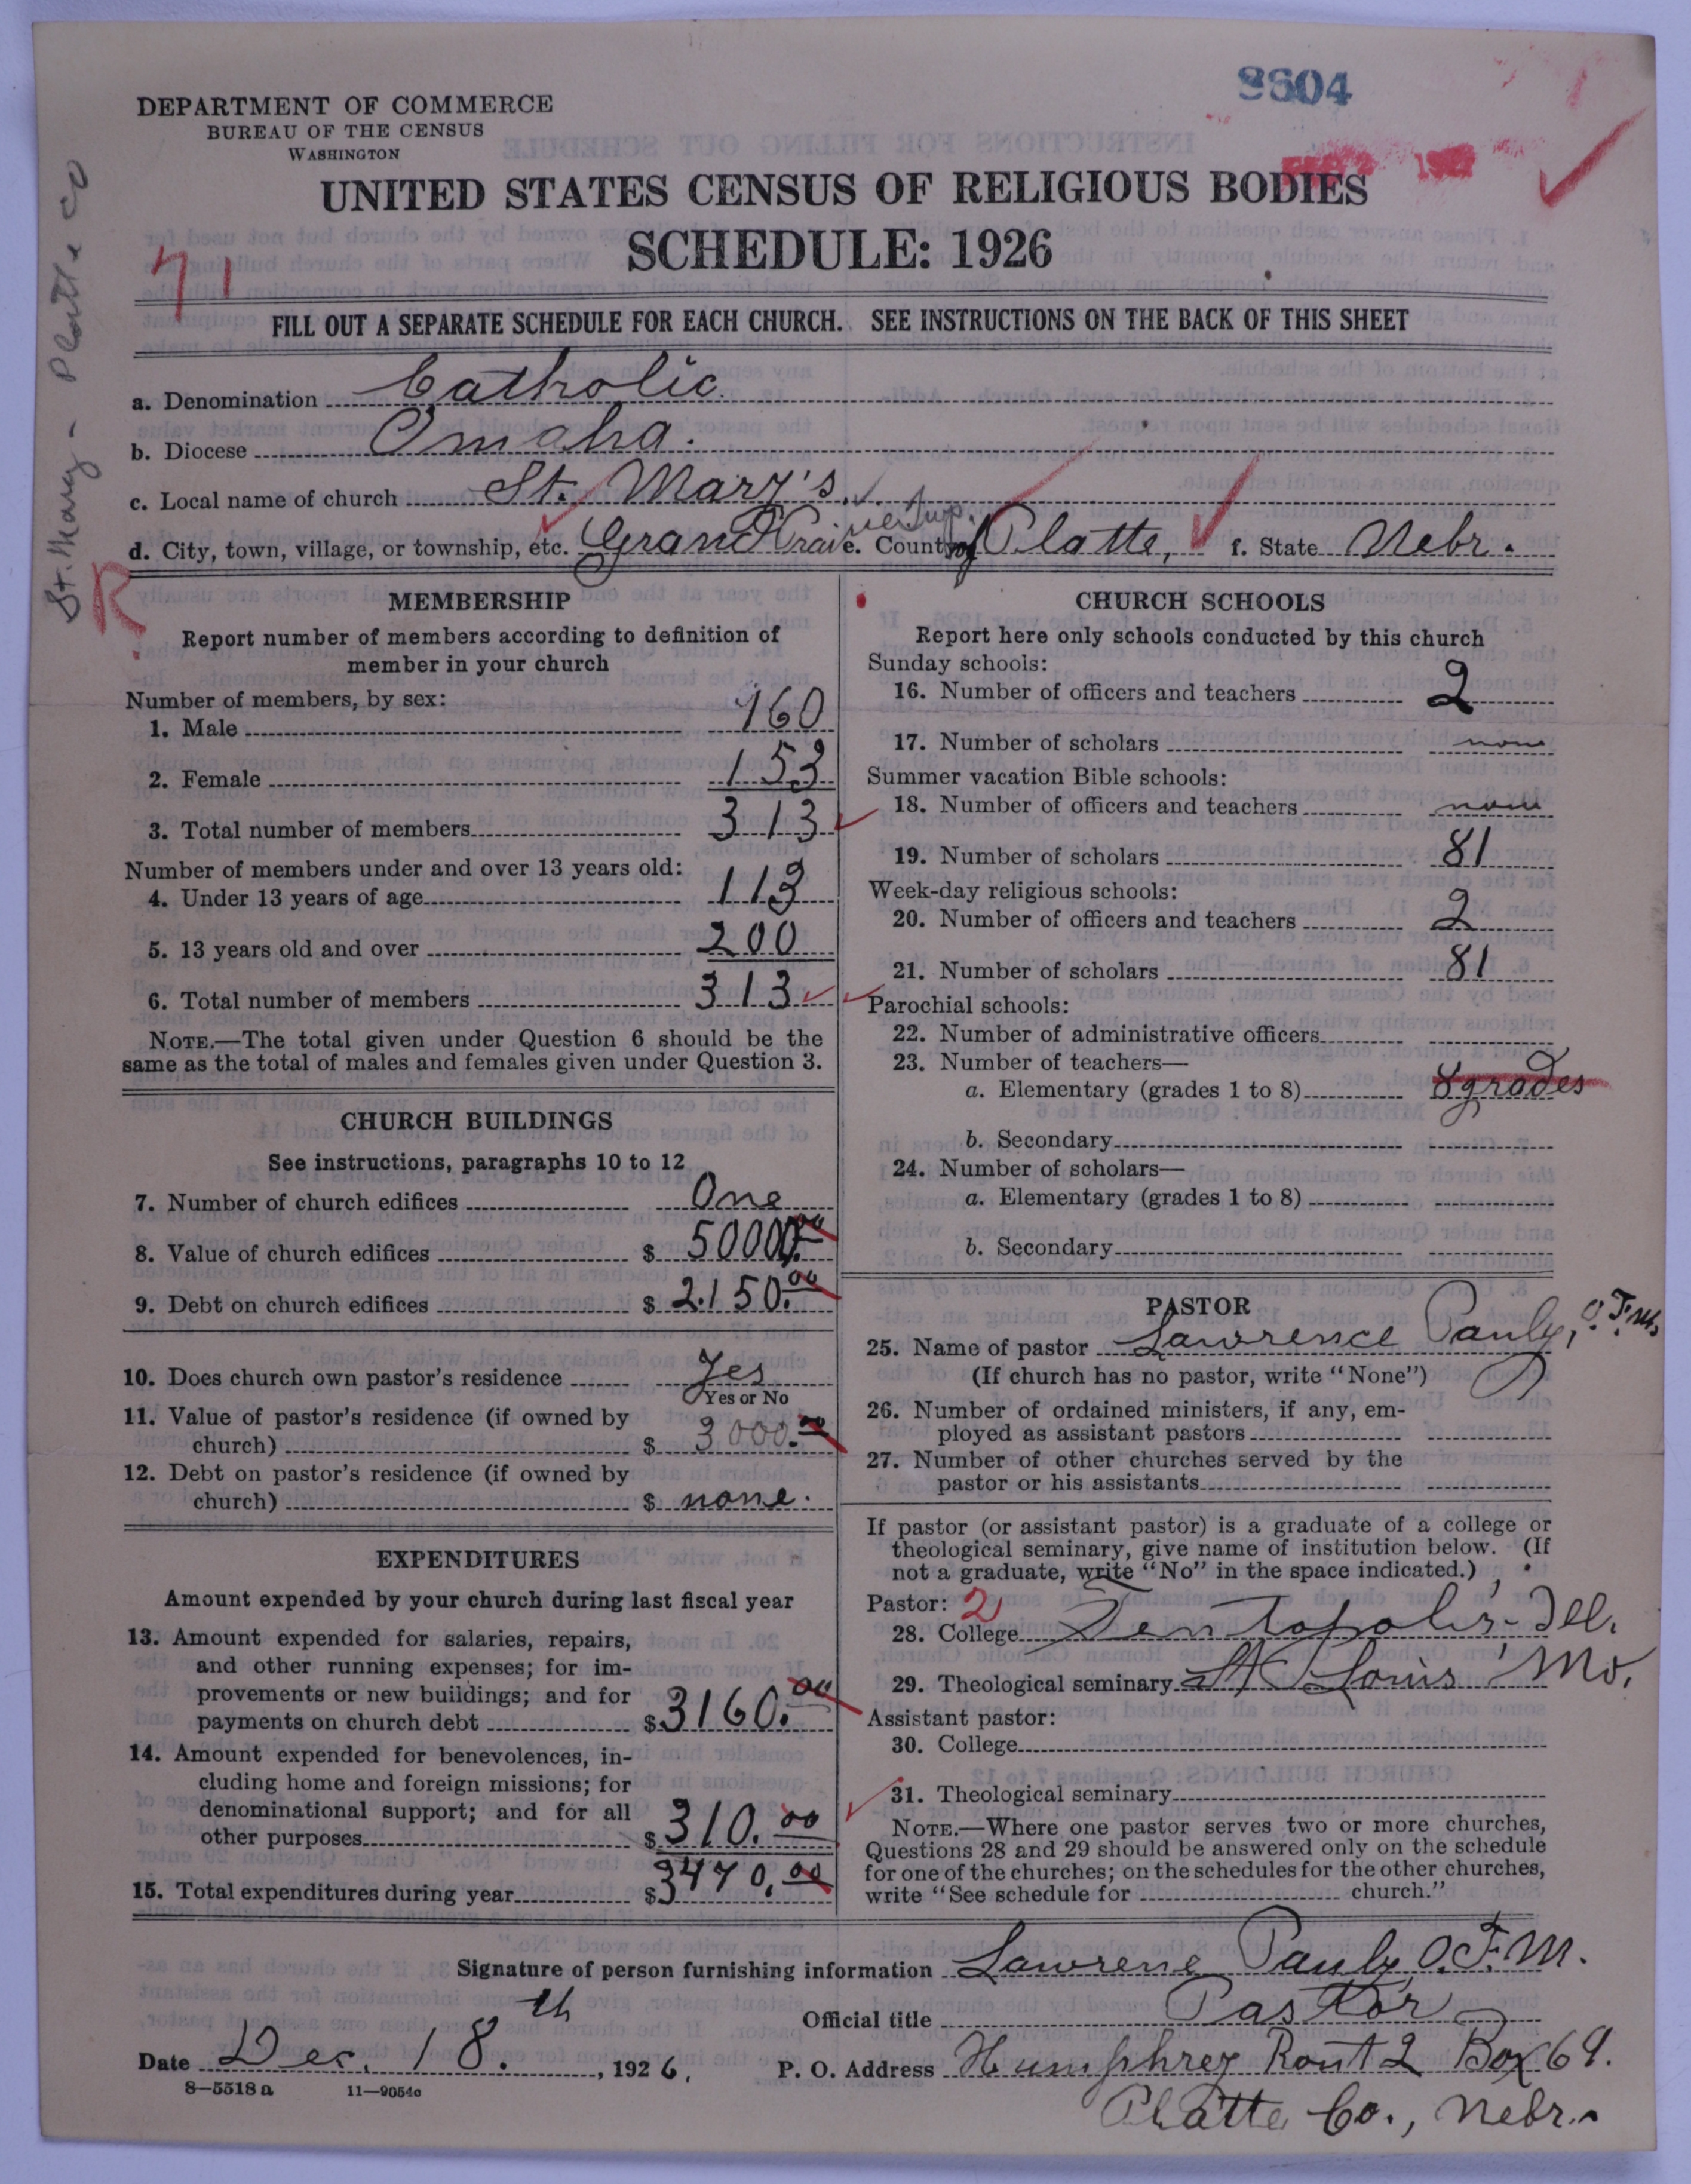 8604
DEPARTMENT OF COMMERCE
BUREAU OF THE CENSUS
WASHINGTON
UNITED STATES CENSUS OF RELIGIOUS BODIES
SCHEDULE: 1926
71
St. Mary - Platte Co
R
FILL OUT A SEPARATE SCHEDULE FOR EACH CHURCH. SEE INSTRUCTIONS ON THE BACK OF THIS SHEET
a. Denomination Catholic
b. Diocese Omaha.
c. Local name of church St. Mary's.
d. City, town, village, or township, etc. Grand Prairie twp. e. County of Platte, f. State Nebr.
MEMBERSHIP
Report number of members according to definition of
member in your church
Number of members, by sex:
1. Male 160
2. Female 153
3. Total number of members 313
Number of members under and over 13 years old:
4. Under 13 years of age 113
5. 13 years old and over 200
6. Total number of members 313
NOTE.—The total given under Question 6 should be the
same as the total of males and females given under Question 3.
CHURCH BUILDINGS
See instructions, paragraphs 10 to 12
7. Number of church edifices One
8. Value of church edifices $ 50000.00
9. Debt on church edifices $ 2150.00
10. Does church own pastor's residence Yes
Yes or No
11. Value of pastor's residence (if owned by
church) $ 3000.00
12. Debt on pastor's residence (if owned by
church) $ none.
EXPENDITURES
Amount expended by your church during last fiscal year
13. Amount expended for salaries, repairs,
and other running expenses; for im-
provements or new buildings; and for
payments on church debt $ 3160.00
14. Amount expended for benevolences, in-
cluding home and foreign missions; for
denominational support; and for all
other purposes $ 310.00
15. Total expenditures during year $ 3470.00
CHURCH SCHOOLS
Report here only schools conducted by this church
Sunday schools:
16. Number of officers and teachers 2
17. Number of scholars none
Summer vacation Bible schools:
18. Number of officers and teachers none
19. Number of scholars 81
Week-day religious schools:
20. Number of officers and teachers 2
21. Number of scholars 81
Parochial schools:
22. Number of administrative officers
23. Number of teachers—
a. Elementary (grades 1 to 8) 8 grades
b. Secondary
24. Number of scholars—
a. Elementary (grades 1 to 8)
b. Secondary
PASTOR
25. Name of pastor Lawrence Pauly, O.F.M.
(If church has no pastor, write "None")
26. Number of ordained ministers, if any, em-
ployed as assistant pastors
27. Number of other churches served by the
pastor or his assistants
If pastor (or assistant pastor) is a graduate of a college or
theological seminary, give name of institution below. (If
not a graduate, write "No" in the space indicated.)
Pastor: 2
28. College Teutopolis, Ill.
29. Theological seminary St Louis, Mo.
Assistant pastor:
30. College
31. Theological seminary
NOTE.—Where one pastor serves two or more churches,
Questions 28 and 29 should be answered only on the schedule
for one of the churches; on the schedules for the other churches,
write "See schedule for church."
Signature of person furnishing information Lawrence Pauly, O.F.M.
Official title Pastor
Date Dec. 18.th, 1926. P. O. Address Humphrey Rout 2 Box 69.
Platte Co., Nebr.
8—5518 a 11—9054c